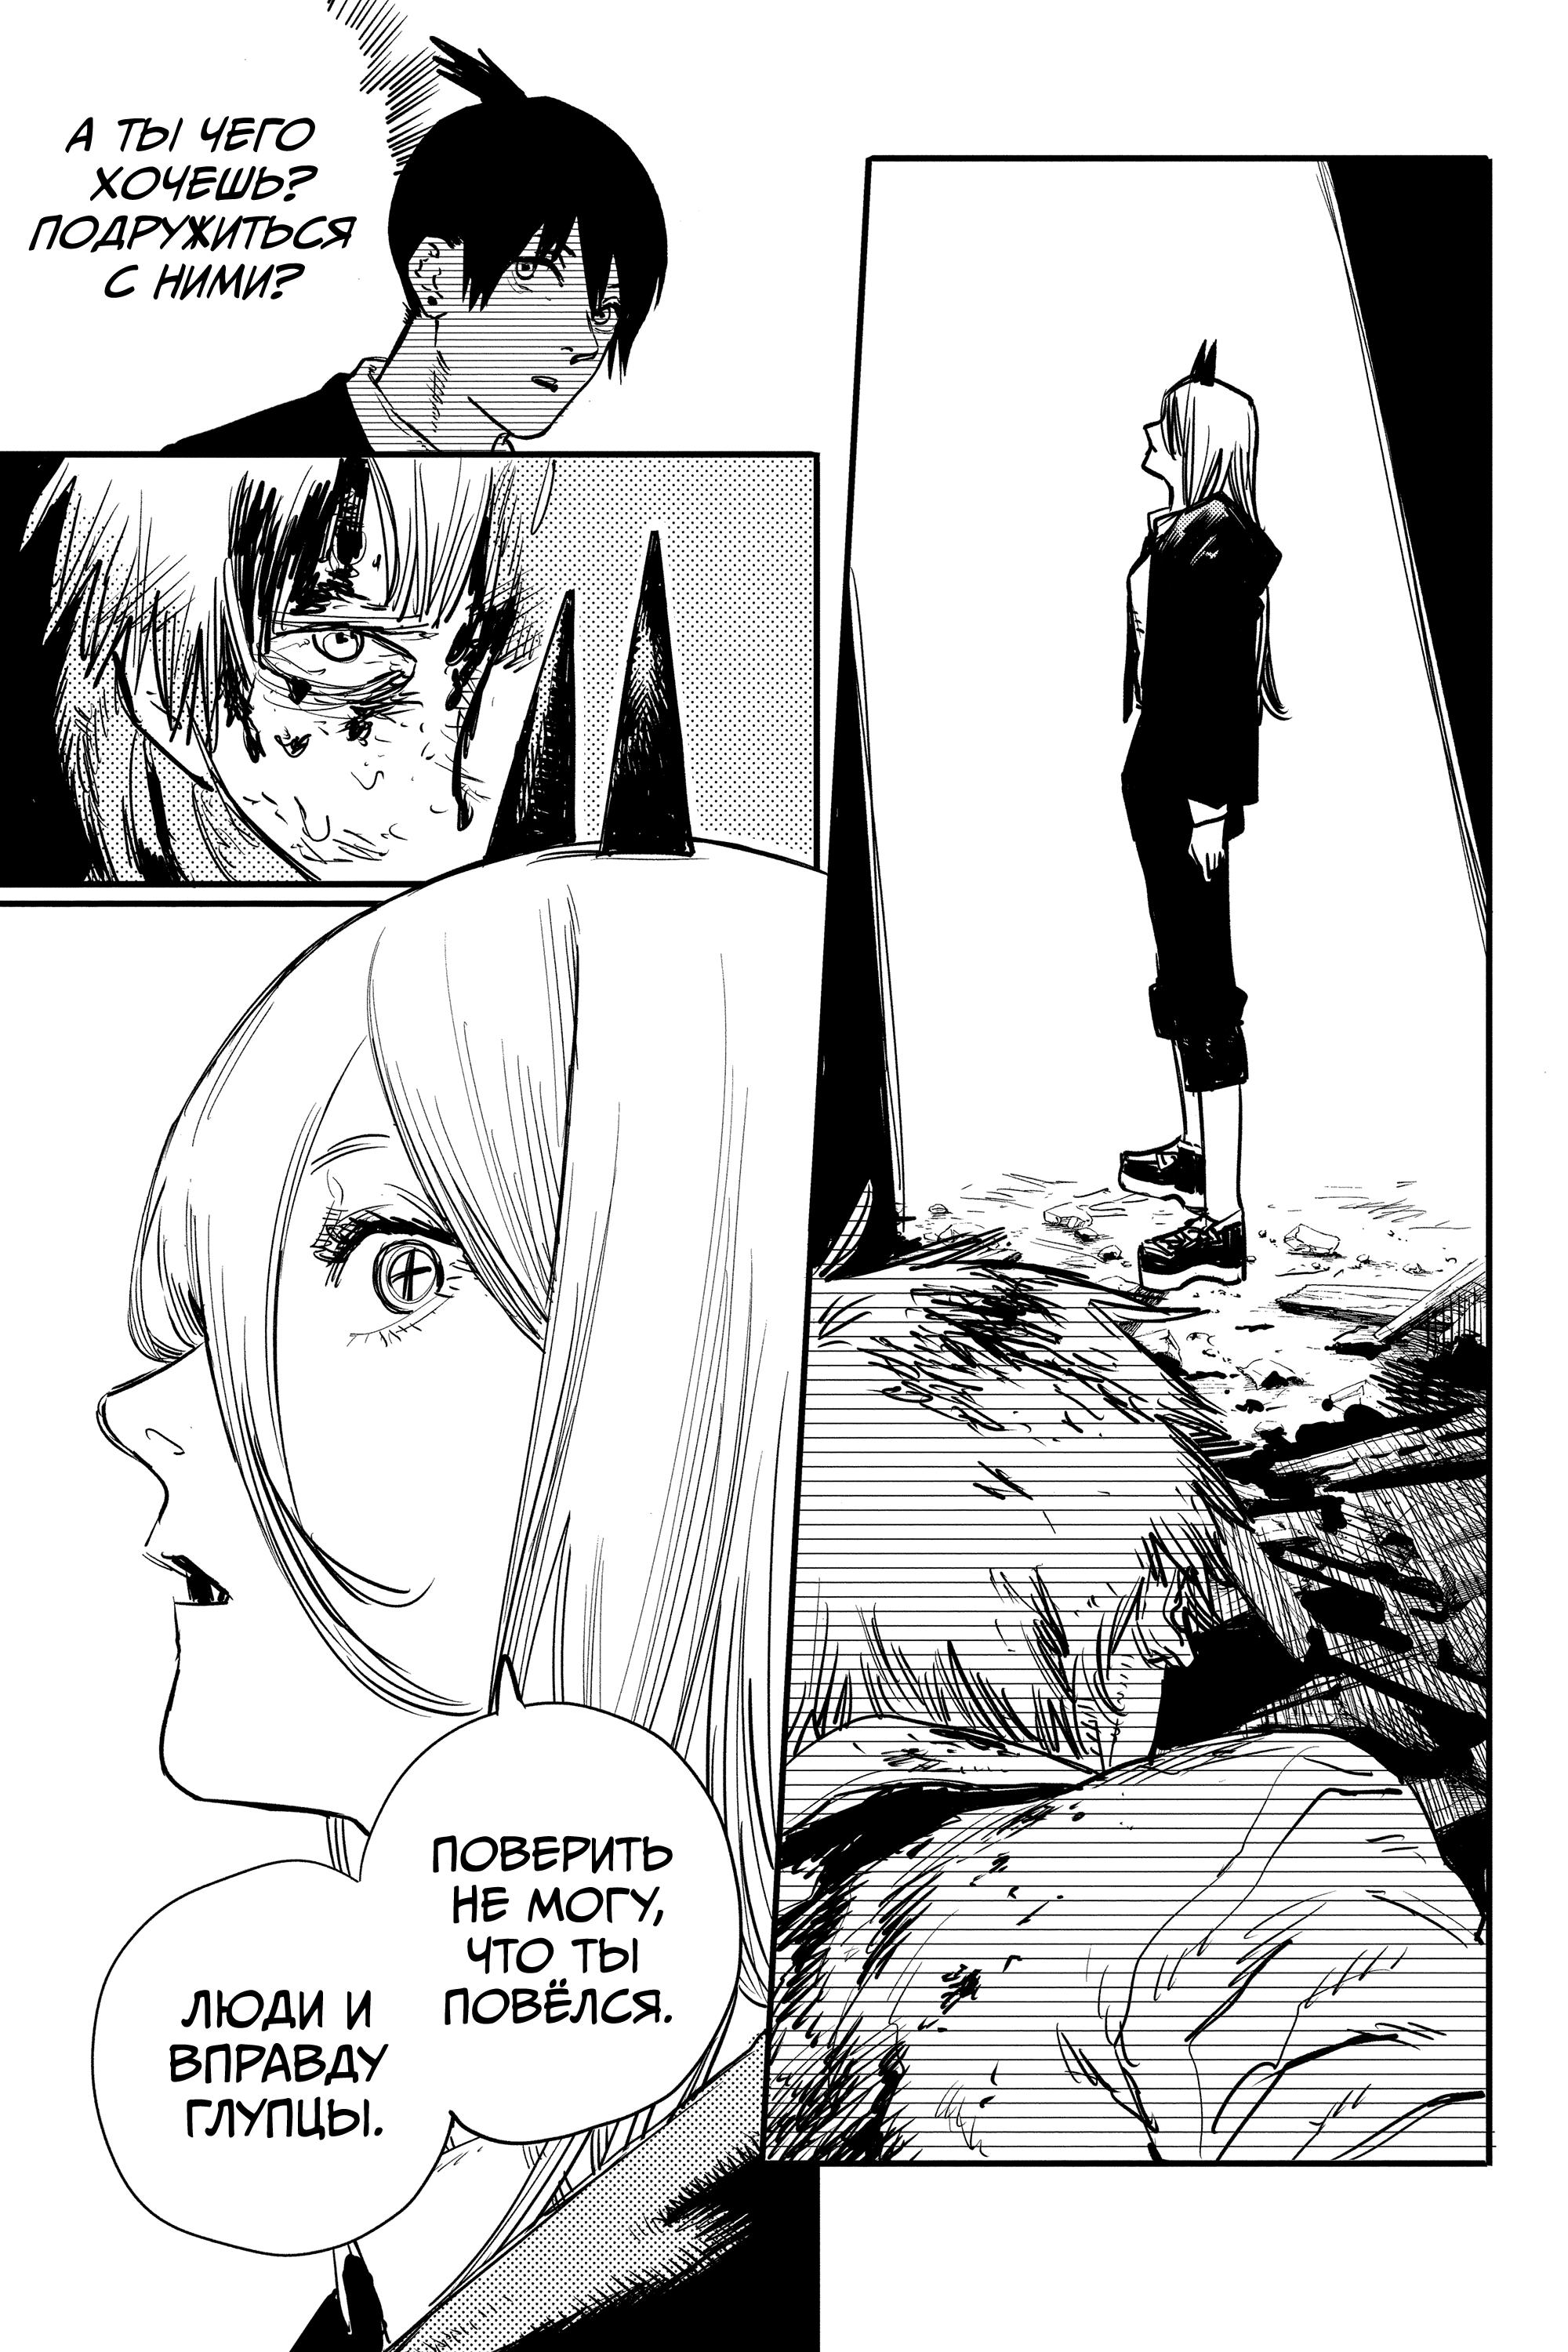 А ТЫ ЧЕГО
ХОЧЕШЬ?
ПОДРУЖИТЬСЯ
С НИМИ?
ПОВЕРИТЬ
НЕ МОГУ,
ЧТО ТЫ
ПОВЁЛСЯ.
ЛЮДИ И
ВПРАВДУ
ГЛУПЦЫ.